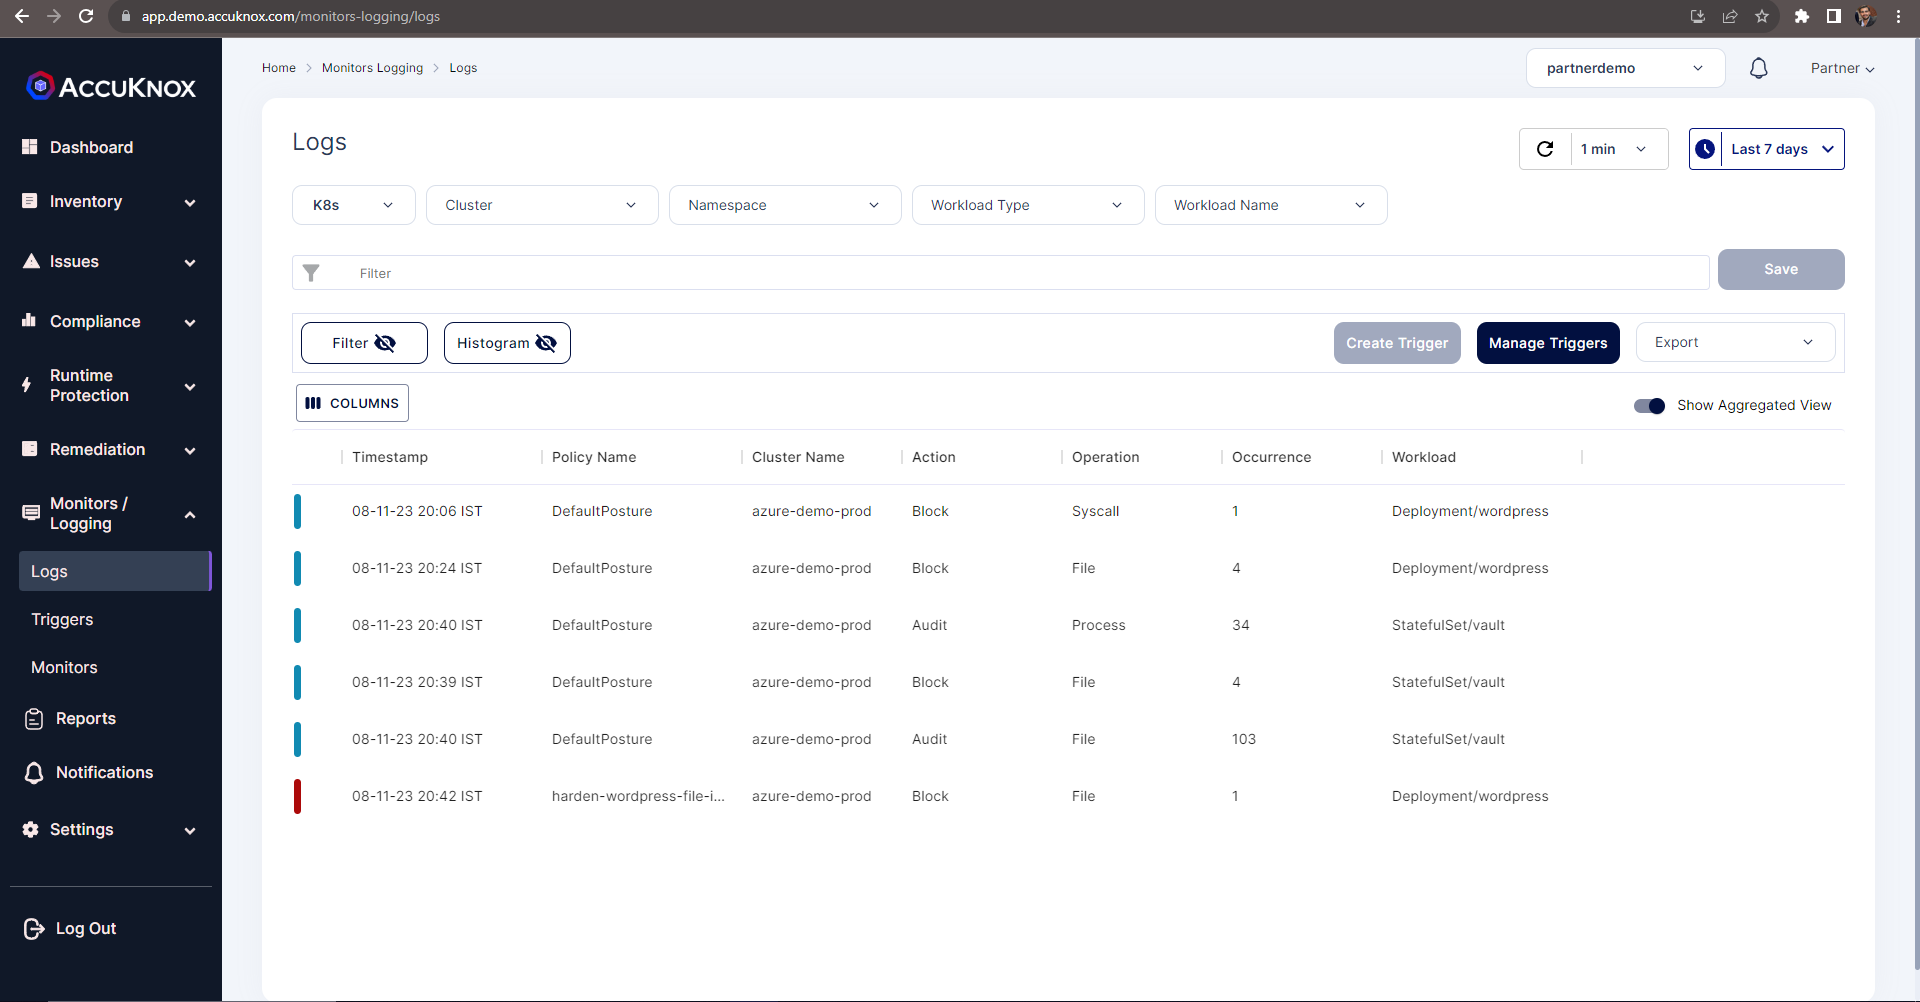 app.demo.accuknox.com/monitors-logging/logs
ACCUKNOX
Dashboard
Inventory
Issues
Compliance
Runtime
Protection
Remediation
Monitors /
Logging
Logs
Triggers
Monitors
Reports
Notifications
Settings
Log Out
Home > Monitors Logging > Logs
partnerdemo
Partner
Logs
1 min
Last 7 days
K8s Cluster Namespace Workload Type Workload Name
Filter
Save
Filter Histogram Create Trigger Manage Triggers Export
COLUMNS
Show Aggregated View
Timestamp Policy Name Cluster Name Action Operation Occurrence Workload
08-11-23 20:06 IST DefaultPosture azure-demo-prod Block Syscall 1 Deployment/wordpress
08-11-23 20:24 IST DefaultPosture azure-demo-prod Block File 4 Deployment/wordpress
08-11-23 20:40 IST DefaultPosture azure-demo-prod Audit Process 34 StatefulSet/vault
08-11-23 20:39 IST DefaultPosture azure-demo-prod Block File 4 StatefulSet/vault
08-11-23 20:40 IST DefaultPosture azure-demo-prod Audit File 103 StatefulSet/vault
08-11-23 20:42 IST harden-wordpress-file-i... azure-demo-prod Block File 1 Deployment/wordpress